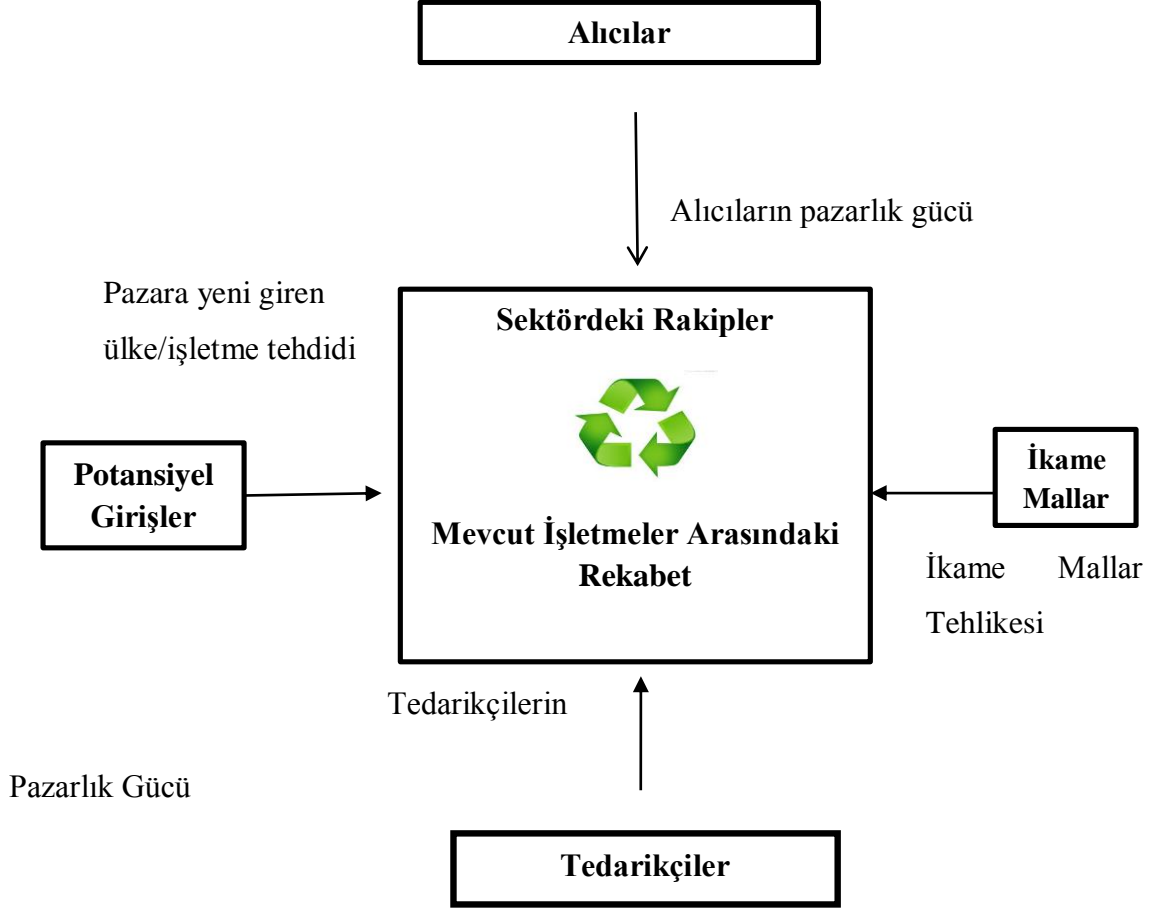 Alıcılar
Alıcıların pazarlık gücü
Pazara yeni giren
ülke/işletme tehdidi
Sektördeki Rakipler
Potansiyel
Girişler
Mevcut İşletmeler Arasındaki
Rekabet
İkame
Mallar
İkame Mallar
Tehlikesi
Tedarikçilerin
Pazarlık Gücü
Tedarikçiler